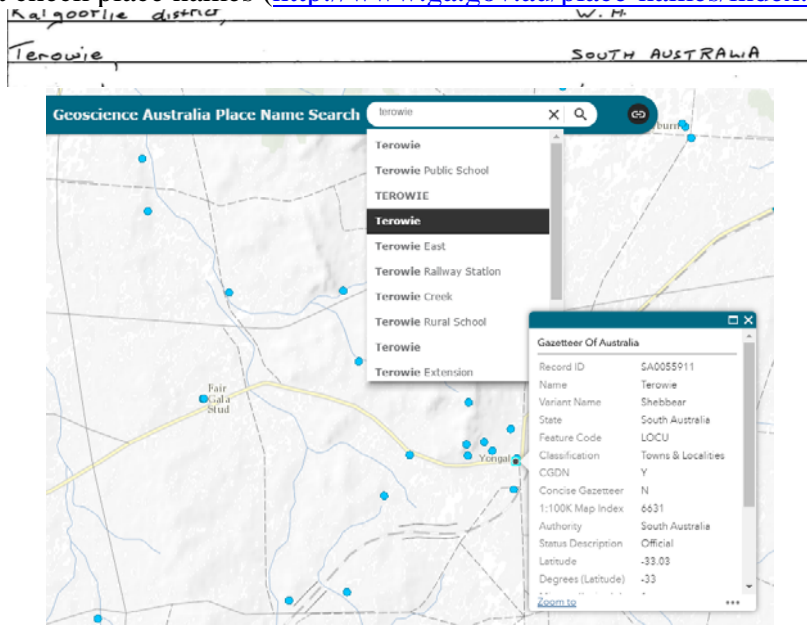 check place names (
Kalgoorlie district,
Terowie,
SOUTH AUSTRALIA
Geoscience Australia Place Name Search
terowie
Terowie
Terowie Public School
TEROWIE
Terowie
Terowie East
Terowie Railway Station
Terowie Creek
Terowie Rural School
Terowie
Terowie Extension
Fair
Gala
Stud
Gazetteer Of Australia
Record ID SA0055911
Name Terowie
Variant Name Shebbear
State South Australia
Feature Code LOCU
Classification Towns & Localities
CGDN Y
Concise Gazetteer N
1:100K Map Index 6631
Authority South Australia
Status Description Official
Latitude -33.03
Degrees (Latitude) -33
Zoom to